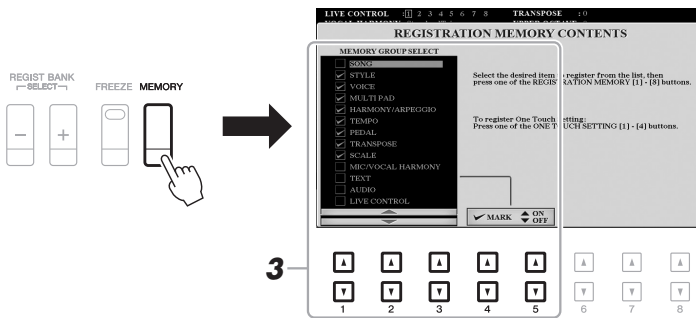 REGIST BANK
SELECT
FREEZE MEMORY
- +
LIVE CONTROL :1 2 3 4 5 6 7 8 TRANSPOSE :0
REGISTRATION MEMORY CONTENTS
MEMORY GROUP SELECT
SONG
STYLE
VOICE
MULTI PAD
HARMONY/ARPEGGIO
TEMPO
PEDAL
TRANSPOSE
SCALE
MIC/VOCAL HARMONY
TEXT
AUDIO
LIVE CONTROL
Select the desired item to register from the list, then
press one of the REGISTRATION MEMORY [1] - [8] buttons.
To register One Touch Setting:
Press one of the ONE TOUCH SETTING [1] - [4] buttons.
MARK ON
OFF
3
1 2 3 4 5 6 7 8